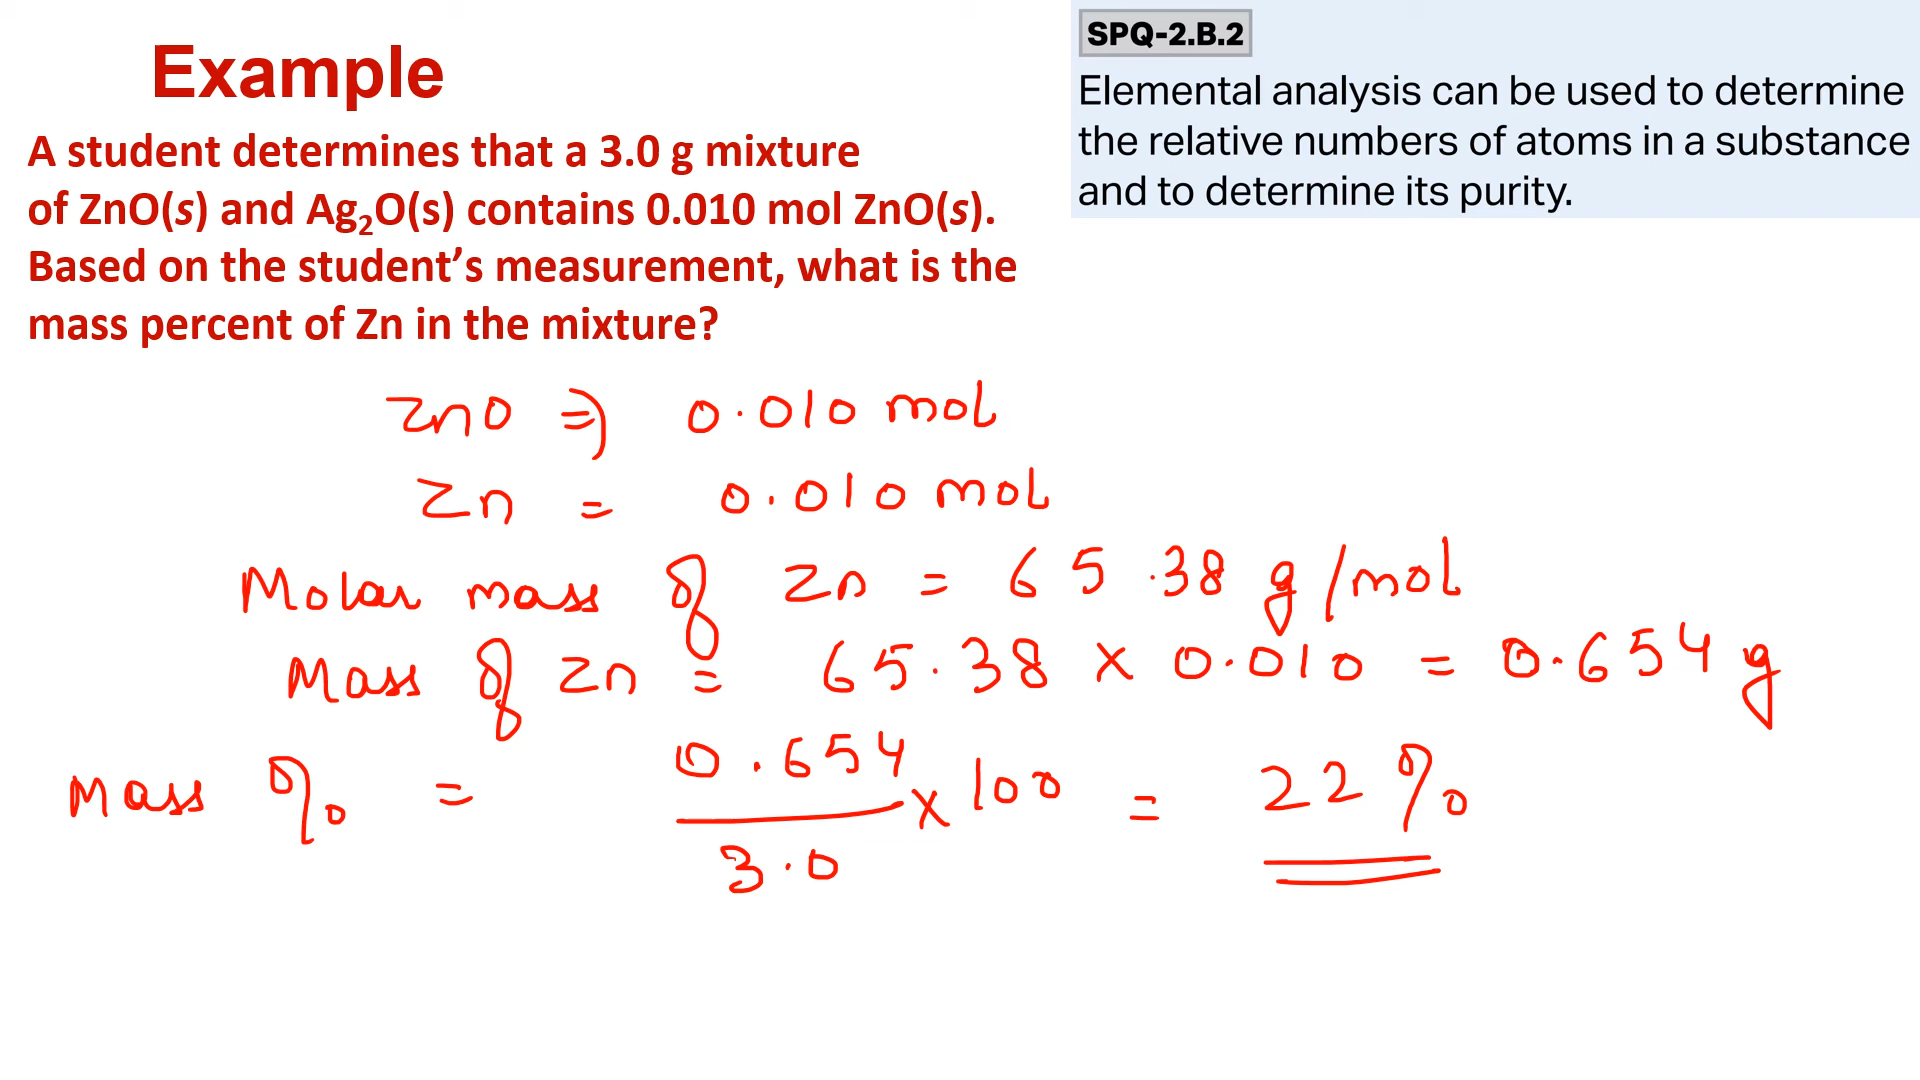 Example
A student determines that a 3.0 g mixture
of ZnO(s) and Ag₂O(s) contains 0.010 mol ZnO(s).
Based on the student’s measurement, what is the
mass percent of Zn in the mixture?
SPQ-2.B.2
Elemental analysis can be used to determine
the relative numbers of atoms in a substance
and to determine its purity.
ZnO ⇒ 0.010 mol
Zn = 0.010 mol
Molar mass of Zn = 65.38 g/mol
Mass of Zn = 65.38 × 0.010 = 0.654 g
Mass % = 0.654/3.0 × 100 = 22%